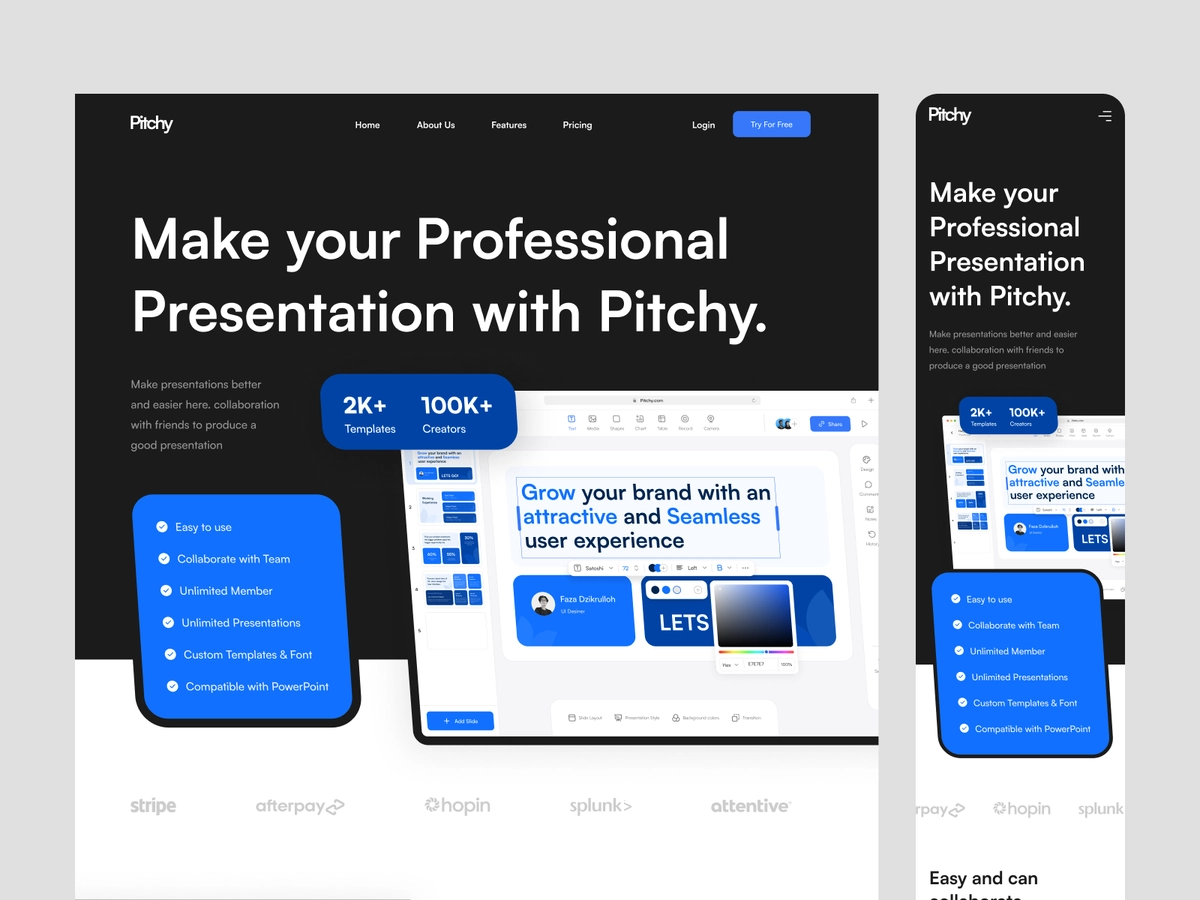 Pitchy
Home
About Us
Features
Pricing
Login
Try For Free
Make your Professional
Presentation with Pitchy.
Make presentations better
and easier here. collaboration
with friends to produce a
good presentation
2K+
Templates
100K+
Creators
Easy to use
Collaborate with Team
Unlimited Member
Unlimited Presentations
Custom Templates & Font
Compatible with PowerPoint
Pitchy.com
Text
Media
Shapes
Chart
Table
Record
Camera
Share
Design
Grow your brand with an
attractive and Seamless
user experience
LETS GO!
Satoshi
72
Left
B
Faza Dzikrulloh
UI Desiner
LETS
Hex
E7E7E7
100%
Add Slide
Slide Layout
Presentation Style
Background colors
Transition
stripe
afterpay
hopin
splunk>
attentive
Pitchy
Make your
Professional
Presentation
with Pitchy.
Make presentations better and easier
here. collaboration with friends to
produce a good presentation
2K+
Templates
100K+
Creators
Grow your brand with
attractive and Seamle
user experience
Faza Dzikrulloh
LETS
Easy to use
Collaborate with Team
Unlimited Member
Unlimited Presentations
Custom Templates & Font
Compatible with PowerPoint
rpay
hopin
splunk
Easy and can